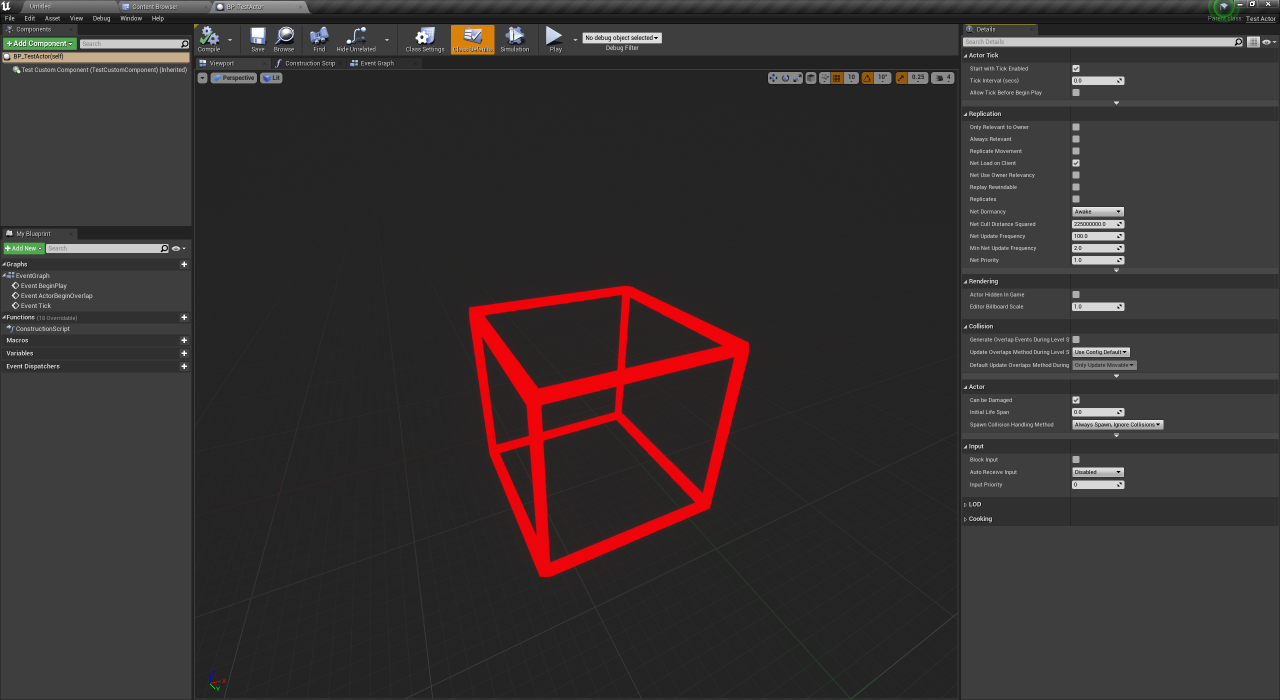 Untitled
Content Browser
BP_TestActor
File Edit Asset View Debug Window Help
Parent class: Test Actor
Components
+ Add Component
Search
BP_TestActor(self)
Test Custom Component (TestCustomComponent) (Inherited)
My Blueprint
+ Add New
Search
Graphs
EventGraph
Event BeginPlay
Event ActorBeginOverlap
Event Tick
Functions (18 Overridable)
ConstructionScript
Macros
Variables
Event Dispatchers
Compile
Save
Browse
Find
Hide Unrelated
Class Settings
Class Defaults
Simulation
Play
No debug object selected
Debug Filter
Viewport
Construction Scrip
Event Graph
Perspective
Lit
10
10°
0.25
4
X
Y
Details
Search Details
Actor Tick
Start with Tick Enabled
Tick Interval (secs) 0.0
Allow Tick Before Begin Play
Replication
Only Relevant to Owner
Always Relevant
Replicate Movement
Net Load on Client
Net Use Owner Relevancy
Replay Rewindable
Replicates
Net Dormancy Awake
Net Cull Distance Squared 225000000.0
Net Update Frequency 100.0
Min Net Update Frequency 2.0
Net Priority 1.0
Rendering
Actor Hidden In Game
Editor Billboard Scale 1.0
Collision
Generate Overlap Events During Level S
Update Overlaps Method During Level S Use Config Default
Default Update Overlaps Method During Only Update Movable
Actor
Can be Damaged
Initial Life Span 0.0
Spawn Collision Handling Method Always Spawn, Ignore Collisions
Input
Block Input
Auto Receive Input Disabled
Input Priority 0
LOD
Cooking